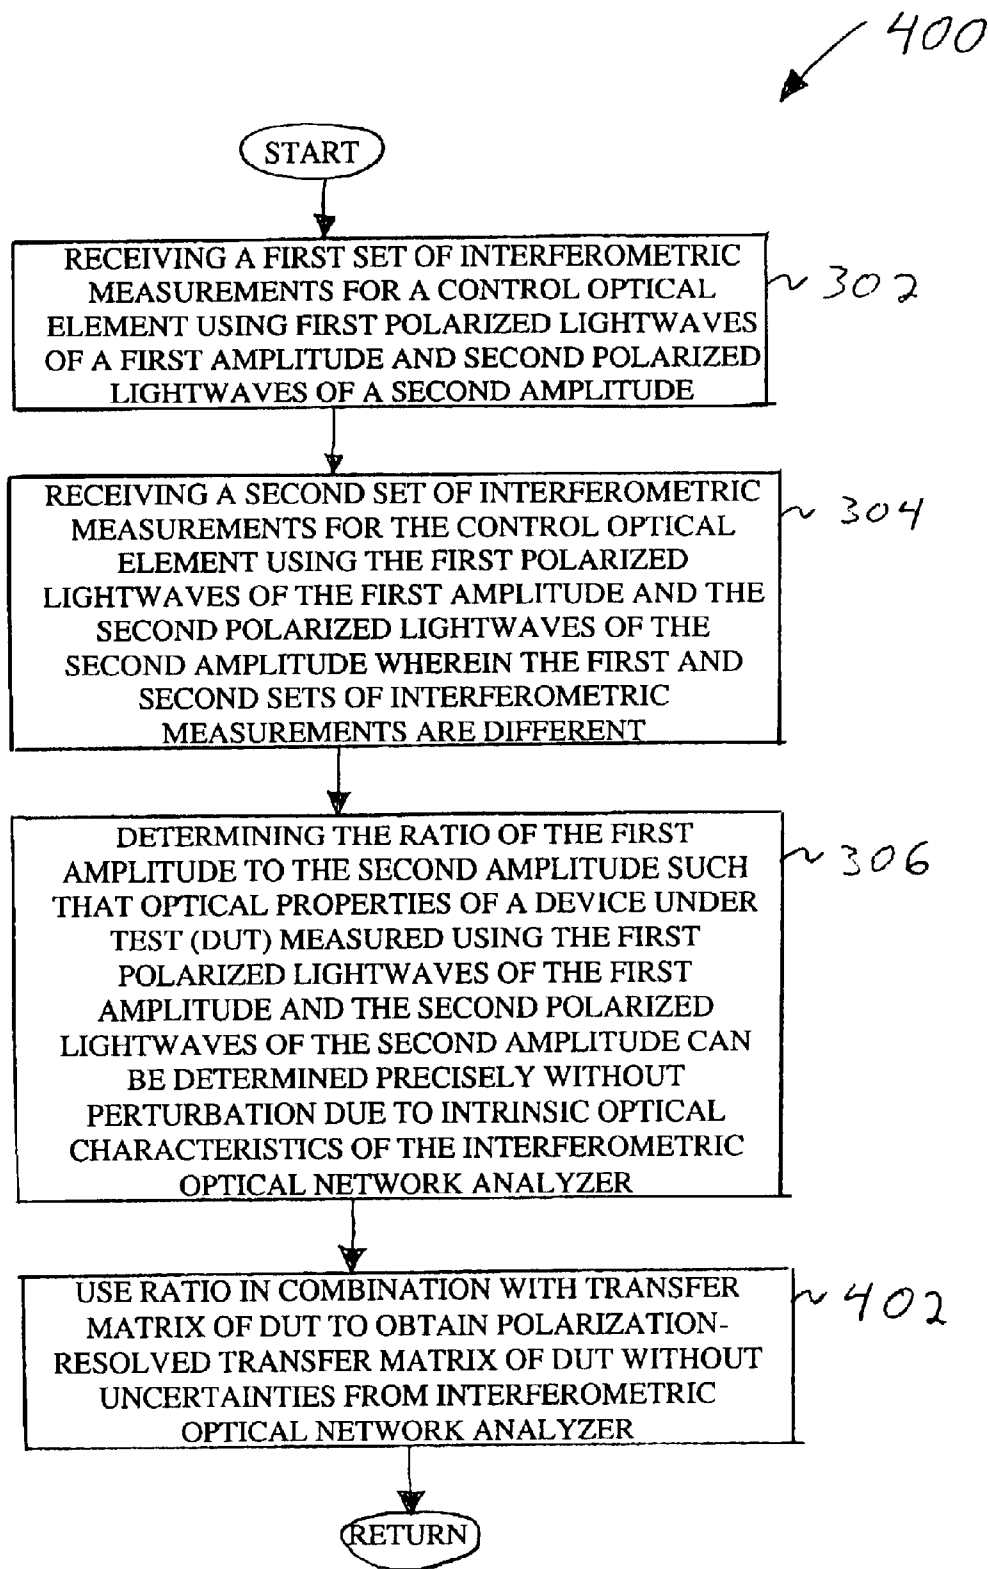 400
START
RECEIVING A FIRST SET OF INTERFEROMETRIC
MEASUREMENTS FOR A CONTROL OPTICAL
ELEMENT USING FIRST POLARIZED LIGHTWAVES
OF A FIRST AMPLITUDE AND SECOND POLARIZED
LIGHTWAVES OF A SECOND AMPLITUDE
302
RECEIVING A SECOND SET OF INTERFEROMETRIC
MEASUREMENTS FOR THE CONTROL OPTICAL
ELEMENT USING THE FIRST POLARIZED
LIGHTWAVES OF THE FIRST AMPLITUDE AND THE
SECOND POLARIZED LIGHTWAVES OF THE
SECOND AMPLITUDE WHEREIN THE FIRST AND
SECOND SETS OF INTERFEROMETRIC
MEASUREMENTS ARE DIFFERENT
304
DETERMINING THE RATIO OF THE FIRST
AMPLITUDE TO THE SECOND AMPLITUDE SUCH
THAT OPTICAL PROPERTIES OF A DEVICE UNDER
TEST (DUT) MEASURED USING THE FIRST
POLARIZED LIGHTWAVES OF THE FIRST
AMPLITUDE AND THE SECOND POLARIZED
LIGHTWAVES OF THE SECOND AMPLITUDE CAN
BE DETERMINED PRECISELY WITHOUT
PERTURBATION DUE TO INTRINSIC OPTICAL
CHARACTERISTICS OF THE INTERFEROMETRIC
OPTICAL NETWORK ANALYZER
306
USE RATIO IN COMBINATION WITH TRANSFER
MATRIX OF DUT TO OBTAIN POLARIZATION-
RESOLVED TRANSFER MATRIX OF DUT WITHOUT
UNCERTAINTIES FROM INTERFEROMETRIC
OPTICAL NETWORK ANALYZER
402
RETURN